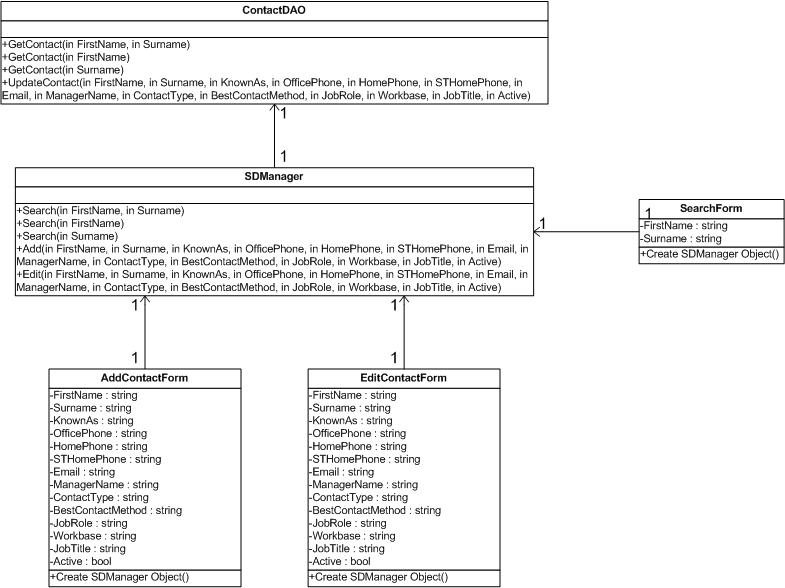 ContactDAO
+GetContact(in FirstName, in Surname)
+GetContact(in FirstName)
+GetContact(in Surname)
+UpdateContact(in FirstName, in Surname, in KnownAs, in OfficePhone, in HomePhone, in STHomePhone, in
Email, in ManagerName, in ContactType, in BestContactMethod, in JobRole, in Workbase, in JobTitle, in Active)
1
1
SDManager
+Search(in FirstName, in Surname)
+Search(in FirstName)
+Search(in Surname)
+Add(in FirstName, in Surname, in KnownAs, in OfficePhone, in HomePhone, in STHomePhone, in Email, in
ManagerName, in ContactType, in BestContactMethod, in JobRole, in Workbase, in JobTitle, in Active)
+Edit(in FirstName, in Surname, in KnownAs, in OfficePhone, in HomePhone, in STHomePhone, in Email, in
ManagerName, in ContactType, in BestContactMethod, in JobRole, in Workbase, in JobTitle, in Active)
1
1
SearchForm
-FirstName : string
-Surname : string
+Create SDManager Object()
1
1
1
1
AddContactForm
-FirstName : string
-Surname : string
-KnownAs : string
-OfficePhone : string
-HomePhone : string
-STHomePhone : string
-Email : string
-ManagerName : string
-ContactType : string
-BestContactMethod : string
-JobRole : string
-Workbase : string
-JobTitle : string
-Active : bool
+Create SDManager Object()
EditContactForm
-FirstName : string
-Surname : string
-KnownAs : string
-OfficePhone : string
-HomePhone : string
-STHomePhone : string
-Email : string
-ManagerName : string
-ContactType : string
-BestContactMethod : string
-JobRole : string
-Workbase : string
-JobTitle : string
-Active : bool
+Create SDManager Object()